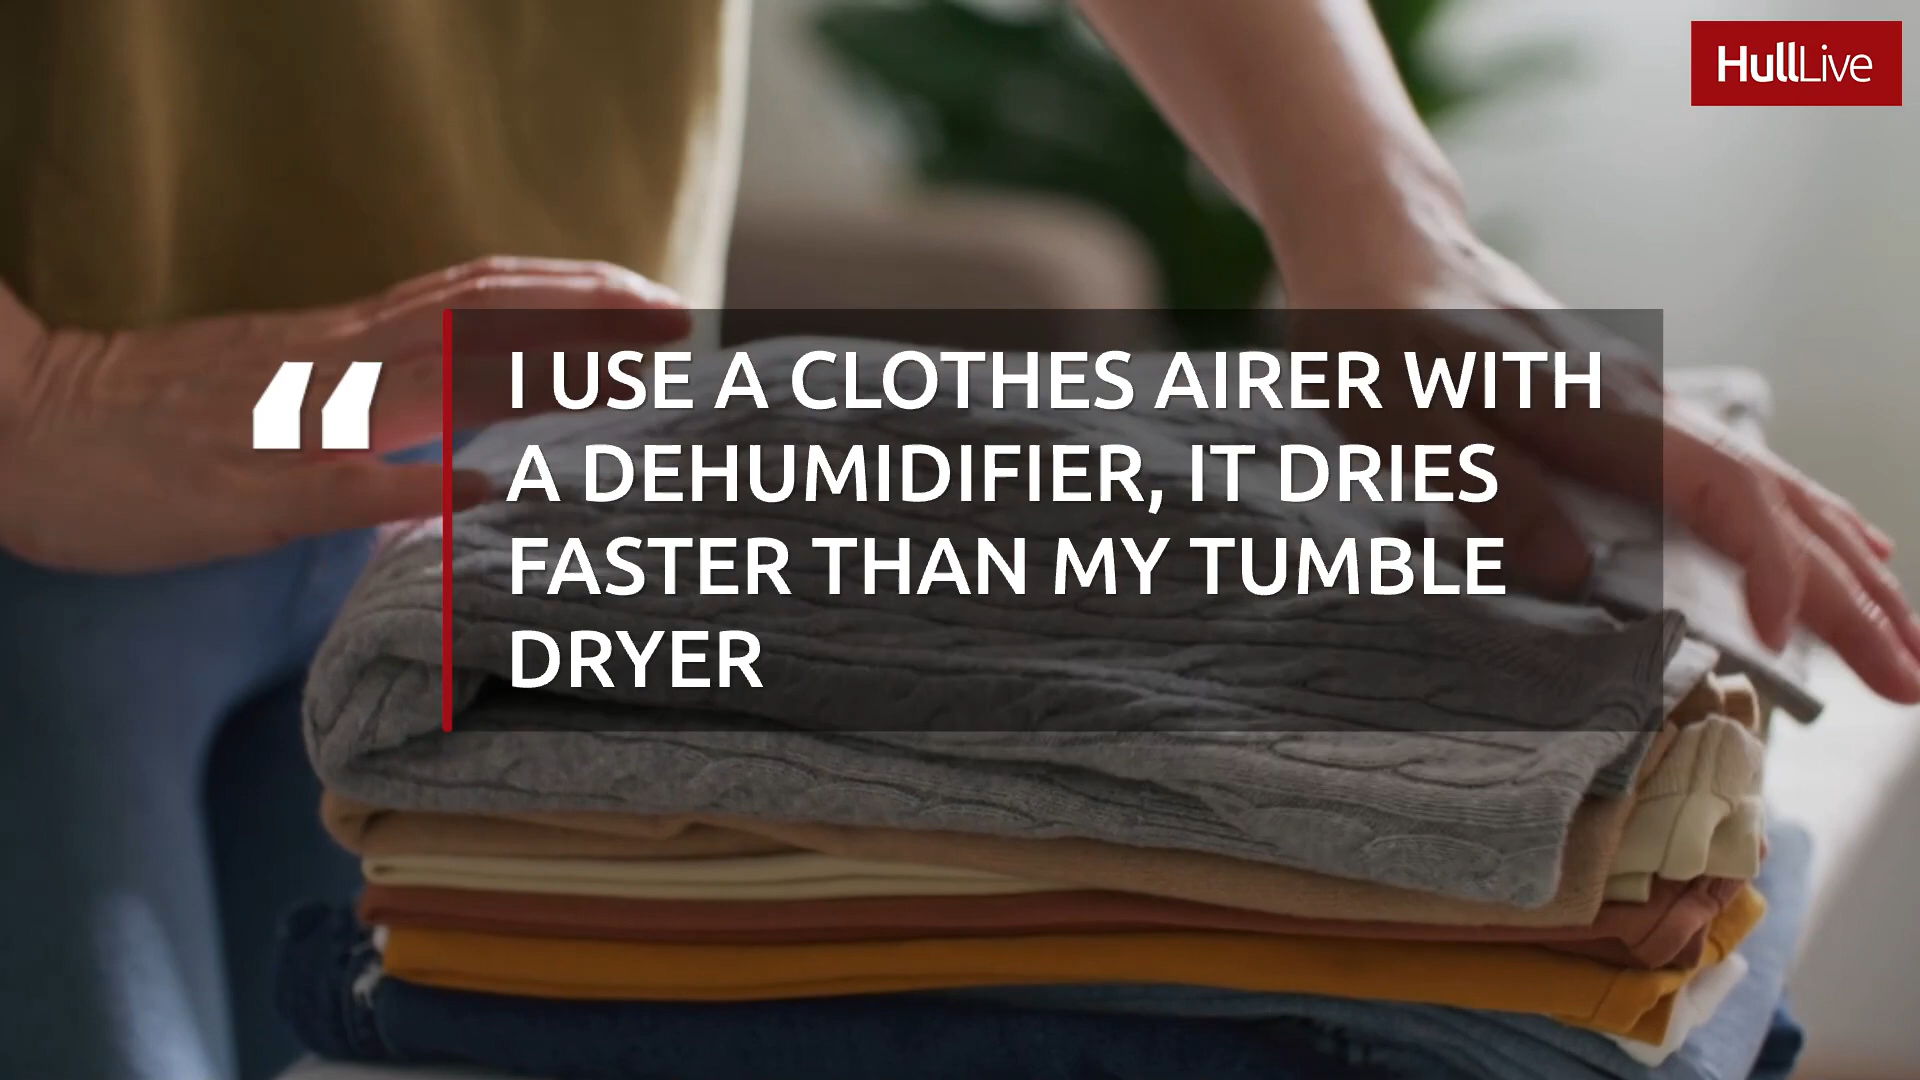 HullLive
“
I USE A CLOTHES AIRER WITH
A DEHUMIDIFIER, IT DRIES
FASTER THAN MY TUMBLE
DRYER